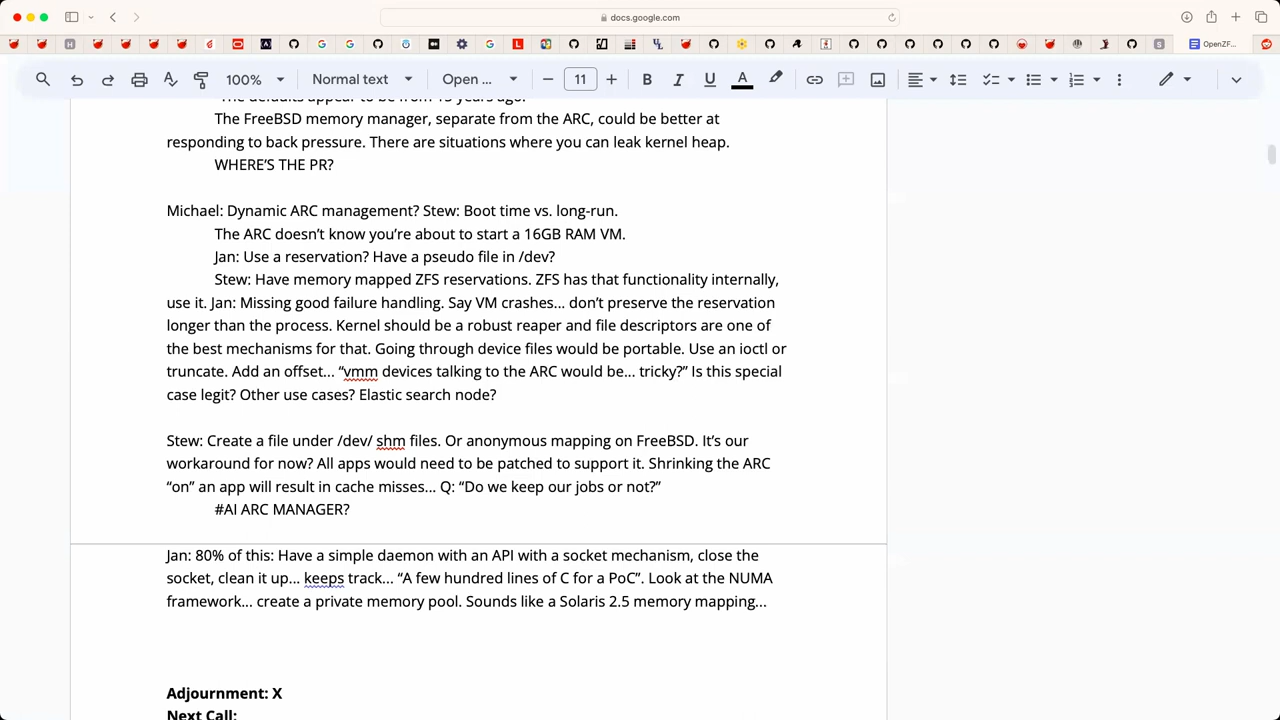 docs.google.com
OpenZF...
100%
Normal text
Open ...
11
The defaults appear to be from 15 years ago.
The FreeBSD memory manager, separate from the ARC, could be better at
responding to back pressure. There are situations where you can leak kernel heap.
WHERE'S THE PR?
Michael: Dynamic ARC management? Stew: Boot time vs. long-run.
The ARC doesn't know you're about to start a 16GB RAM VM.
Jan: Use a reservation? Have a pseudo file in /dev?
Stew: Have memory mapped ZFS reservations. ZFS has that functionality internally,
use it. Jan: Missing good failure handling. Say VM crashes... don't preserve the reservation
longer than the process. Kernel should be a robust reaper and file descriptors are one of
the best mechanisms for that. Going through device files would be portable. Use an ioctl or
truncate. Add an offset... “vmm devices talking to the ARC would be... tricky?” Is this special
case legit? Other use cases? Elastic search node?
Stew: Create a file under /dev/ shm files. Or anonymous mapping on FreeBSD. It's our
workaround for now? All apps would need to be patched to support it. Shrinking the ARC
“on” an app will result in cache misses... Q: “Do we keep our jobs or not?”
#AI ARC MANAGER?
Jan: 80% of this: Have a simple daemon with an API with a socket mechanism, close the
socket, clean it up... keeps track... “A few hundred lines of C for a PoC”. Look at the NUMA
framework... create a private memory pool. Sounds like a Solaris 2.5 memory mapping...
Adjournment: X
Next Call: